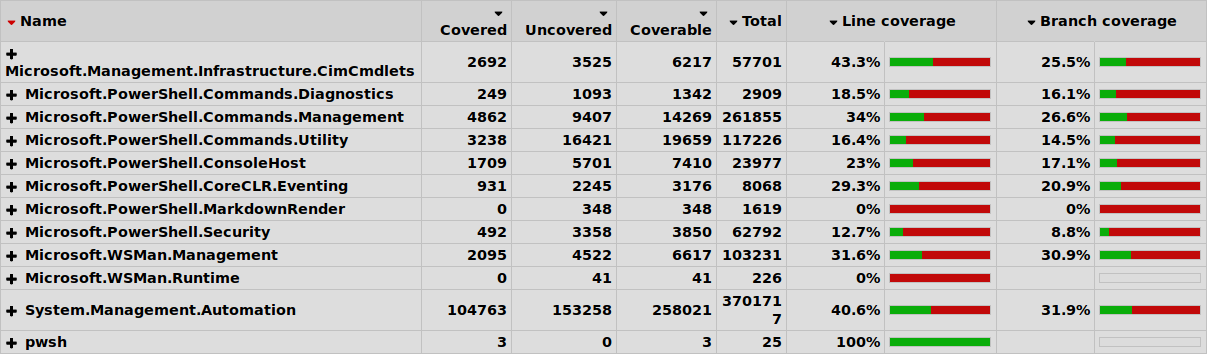 Name Covered Uncovered Coverable Total Line coverage Branch coverage
Microsoft.Management.Infrastructure.CimCmdlets 2692 3525 6217 57701 43.3% 25.5%
Microsoft.PowerShell.Commands.Diagnostics 249 1093 1342 2909 18.5% 16.1%
Microsoft.PowerShell.Commands.Management 4862 9407 14269 261855 34% 26.6%
Microsoft.PowerShell.Commands.Utility 3238 16421 19659 117226 16.4% 14.5%
Microsoft.PowerShell.ConsoleHost 1709 5701 7410 23977 23% 17.1%
Microsoft.PowerShell.CoreCLR.Eventing 931 2245 3176 8068 29.3% 20.9%
Microsoft.PowerShell.MarkdownRender 0 348 348 1619 0% 0%
Microsoft.PowerShell.Security 492 3358 3850 62792 12.7% 8.8%
Microsoft.WSMan.Management 2095 4522 6617 103231 31.6% 30.9%
Microsoft.WSMan.Runtime 0 41 41 226 0%
System.Management.Automation 104763 153258 258021 370171
7 40.6% 31.9%
pwsh 3 0 3 25 100%